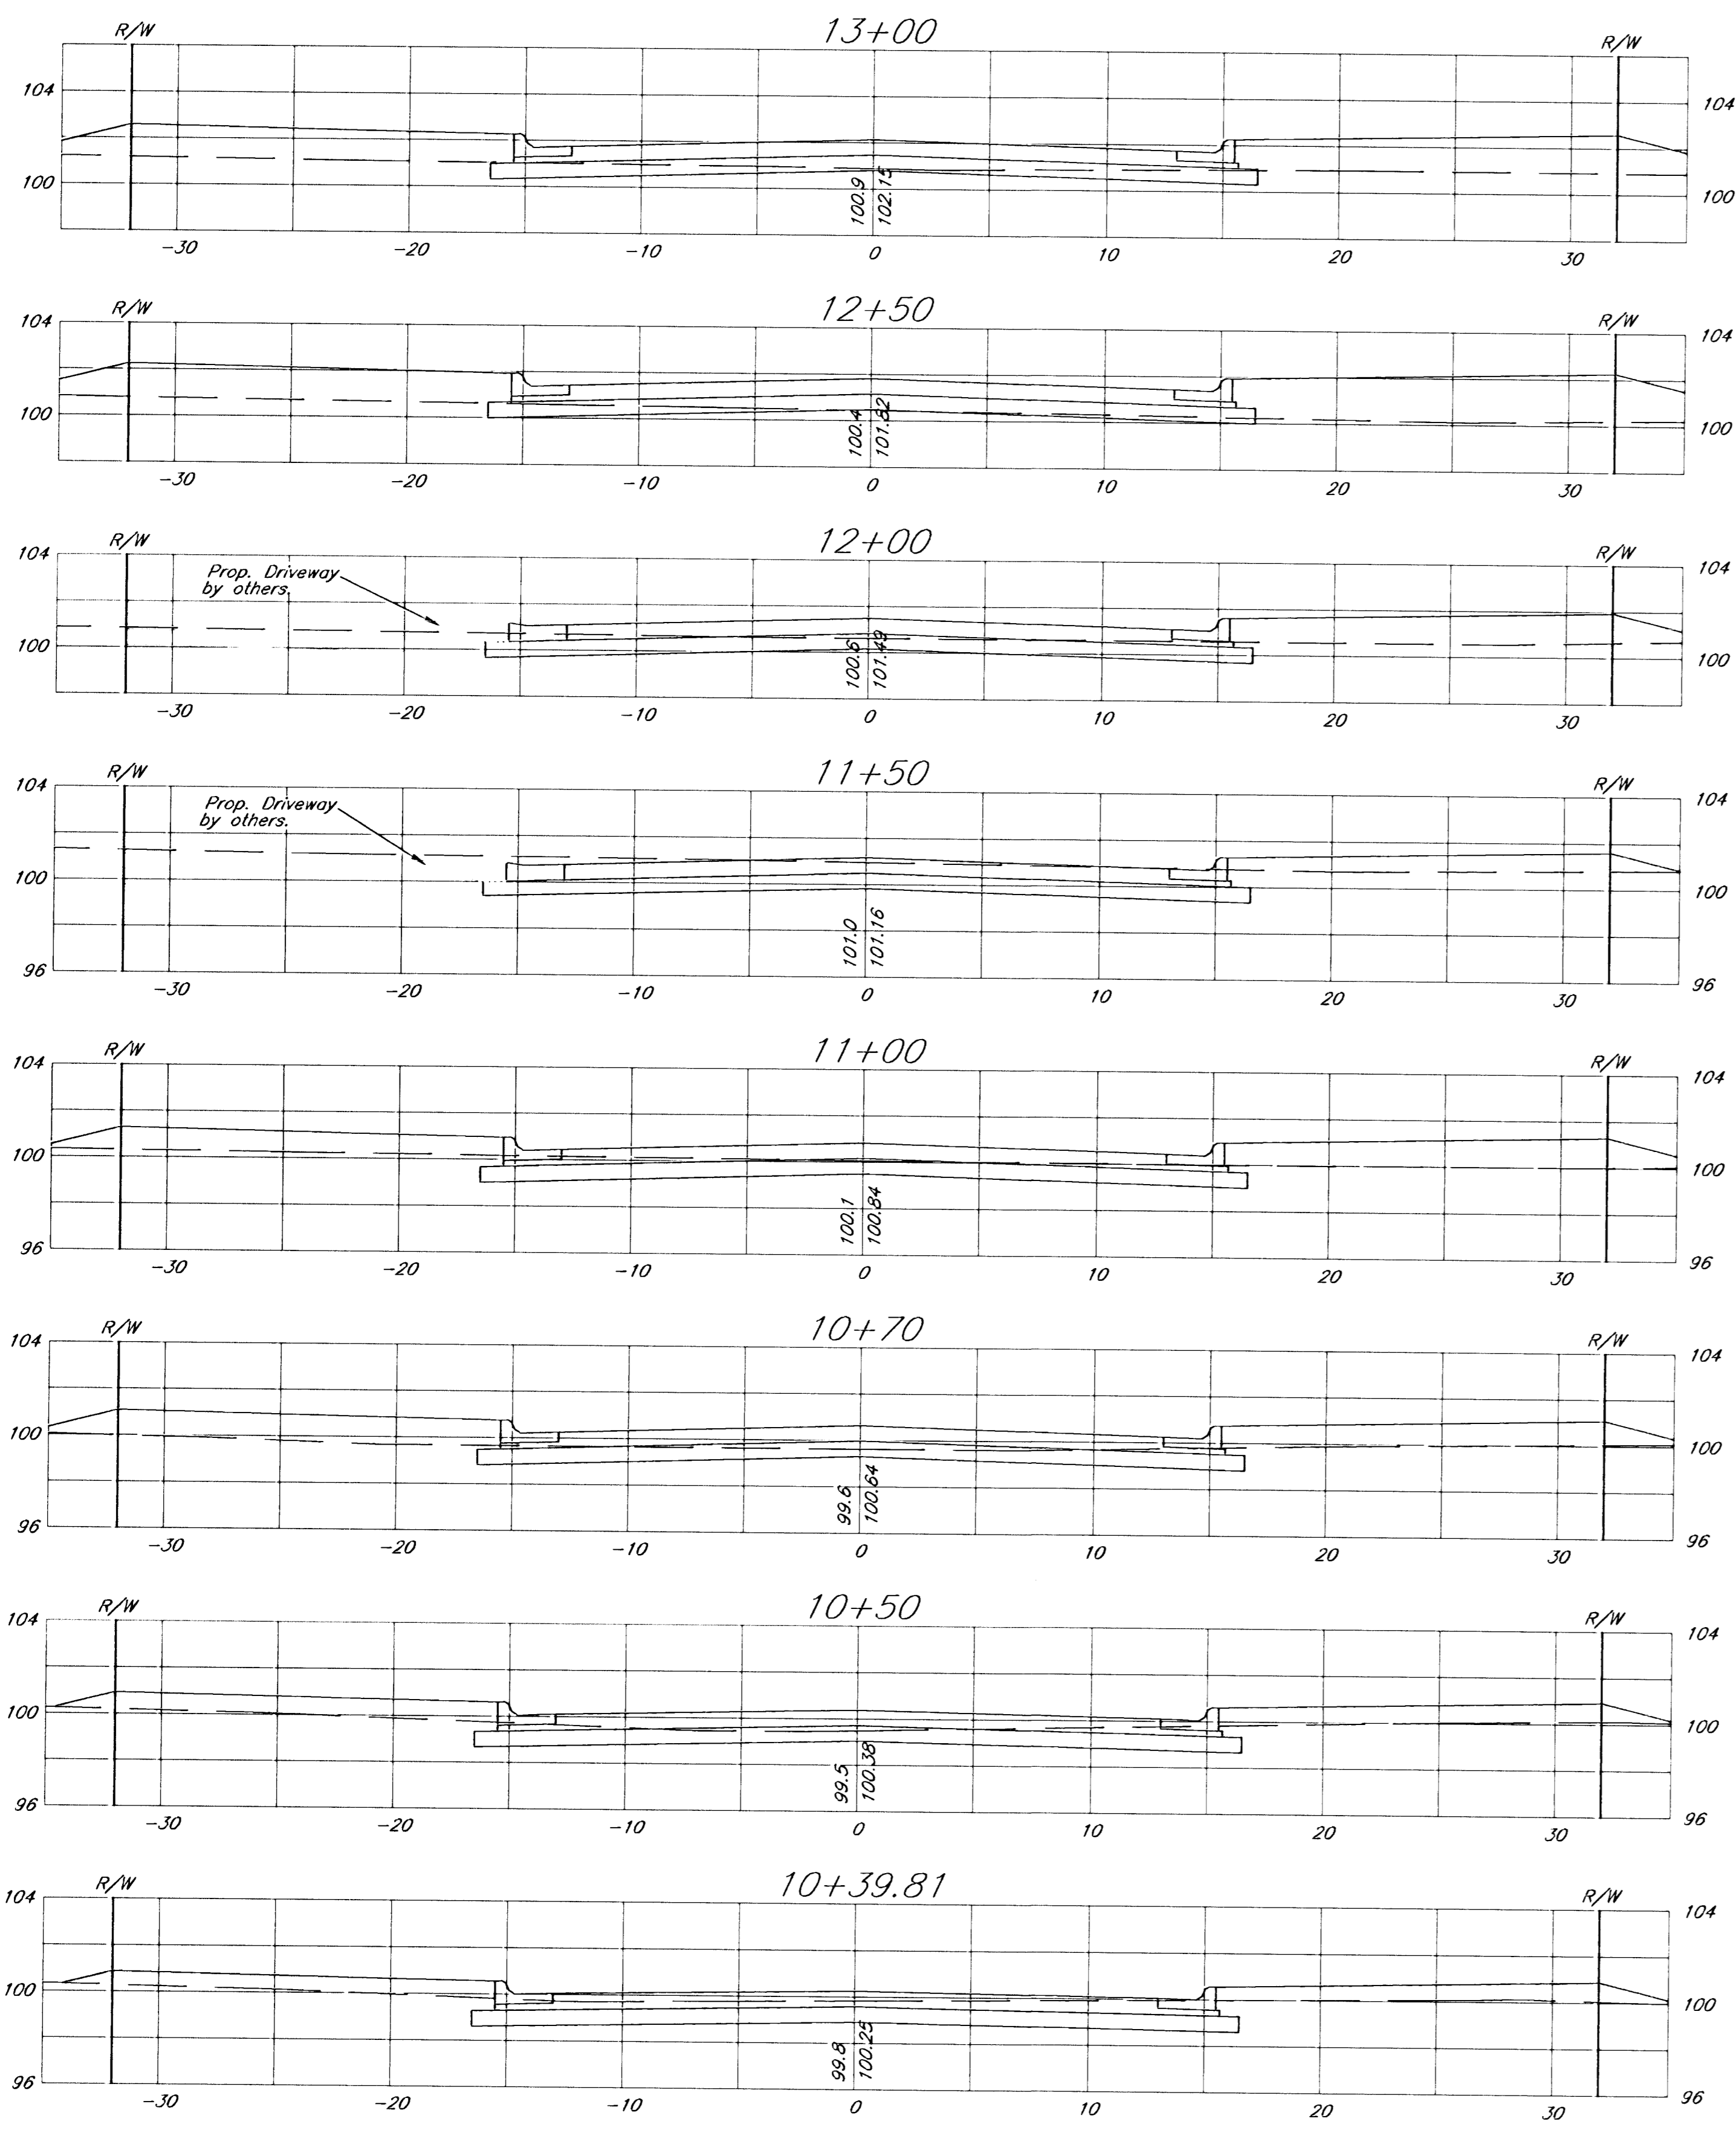 13+00
R/W R/W
104 104
100 100
100.9
102.15
-30 -20 -10 0 10 20 30
12+50
R/W R/W
104 104
100 100
100.4
101.82
-30 -20 -10 0 10 20 30
12+00
R/W R/W
104 104
Prop. Driveway
by others.
100 100
100.6
101.49
-30 -20 -10 0 10 20 30
11+50
R/W R/W
104 104
Prop. Driveway
by others.
100 100
101.0
101.16
96 96
-30 -20 -10 0 10 20 30
11+00
R/W R/W
104 104
100 100
100.1
100.84
96 96
-30 -20 -10 0 10 20 30
10+70
R/W R/W
104 104
100 100
99.6
100.64
96 96
-30 -20 -10 0 10 20 30
10+50
R/W R/W
104 104
100 100
99.5
100.38
96 96
-30 -20 -10 0 10 20 30
10+39.81
R/W R/W
104 104
100 100
99.8
100.25
96 96
-30 -20 -10 0 10 20 30